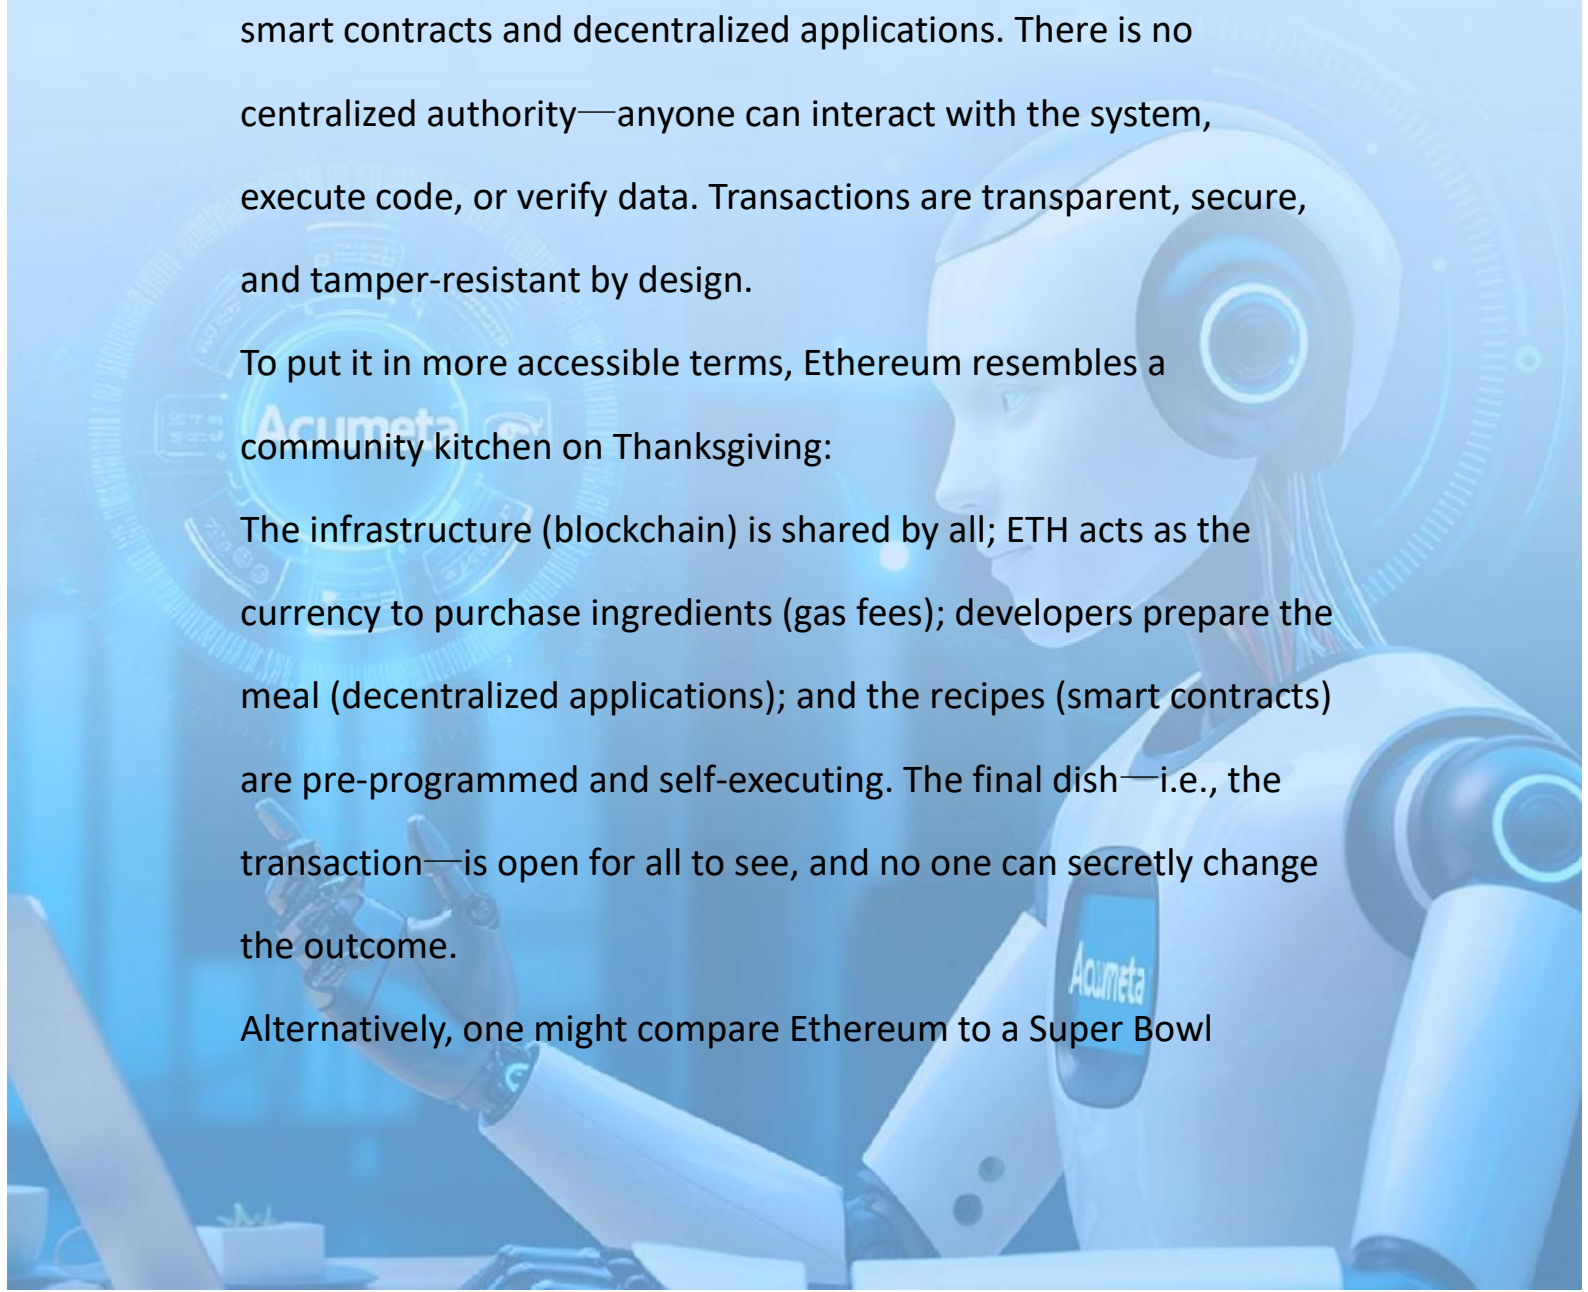 smart contracts and decentralized applications. There is no
centralized authority—anyone can interact with the system,
execute code, or verify data. Transactions are transparent, secure,
and tamper-resistant by design.
To put it in more accessible terms, Ethereum resembles a
Acumeta
community kitchen on Thanksgiving:
The infrastructure (blockchain) is shared by all; ETH acts as the
currency to purchase ingredients (gas fees); developers prepare the
meal (decentralized applications); and the recipes (smart contracts)
are pre-programmed and self-executing. The final dish—i.e., the
transaction—is open for all to see, and no one can secretly change
the outcome.
Acumeta
Alternatively, one might compare Ethereum to a Super Bowl